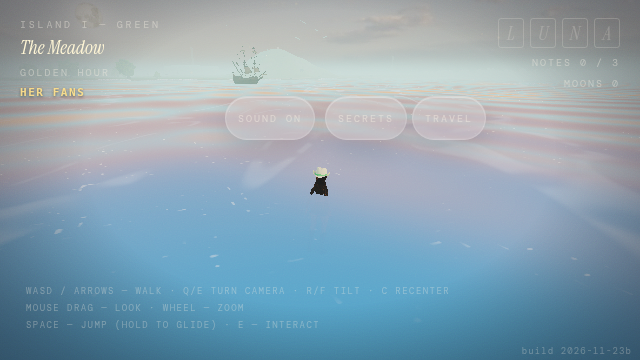 ISLAND I — GREEN
The Meadow
GOLDEN HOUR
HER FANS
L U N A
NOTES 0 / 3
MOONS 0
SOUND ON
SECRETS
TRAVEL
WASD / ARROWS — WALK · Q/E TURN CAMERA · R/F TILT · C RECENTER
MOUSE DRAG — LOOK · WHEEL — ZOOM
SPACE — JUMP (HOLD TO GLIDE) · E — INTERACT
build 2026-11-23b